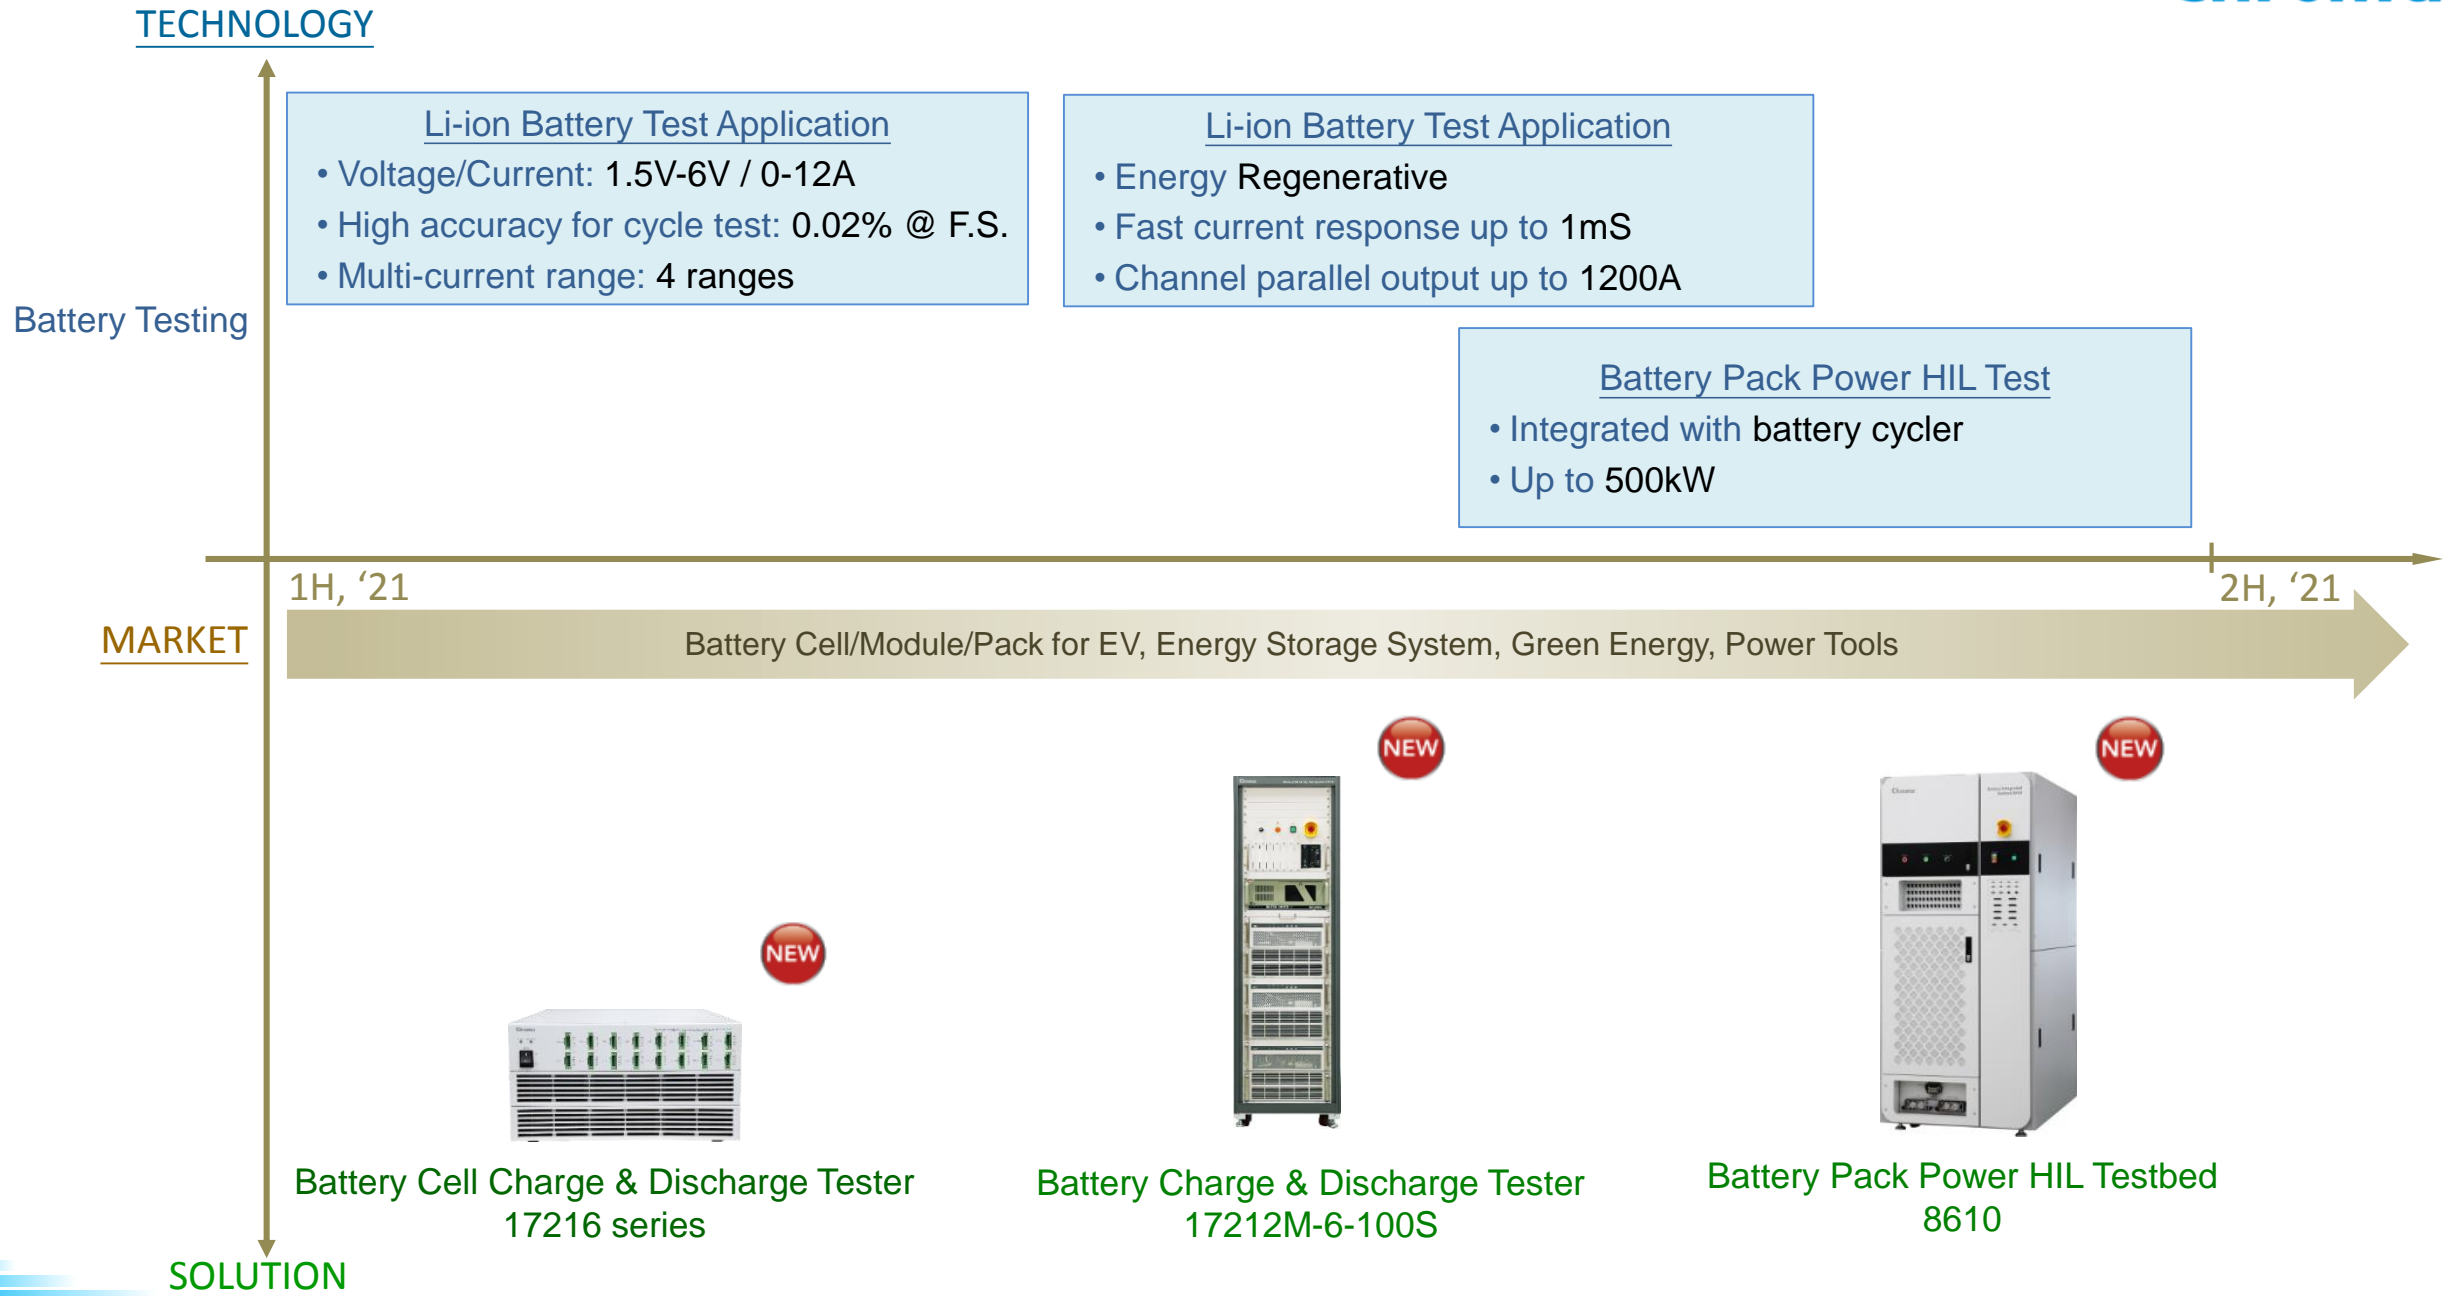 TECHNOLOGY
Li-ion Battery Test Application
• Voltage/Current: 1.5V-6V / 0-12A
• High accuracy for cycle test: 0.02% @ F.S.
• Multi-current range: 4 ranges
Li-ion Battery Test Application
• Energy Regenerative
• Fast current response up to 1mS
• Channel parallel output up to 1200A
Battery Testing
Battery Pack Power HIL Test
• Integrated with battery cycler
• Up to 500kW
1H, ‘21
2H, ‘21
MARKET
Battery Cell/Module/Pack for EV, Energy Storage System, Green Energy, Power Tools
NEW
NEW
NEW
Chroma
Battery Cell Charge & Discharge Tester
17216 series
Battery Charge & Discharge Tester
17212M-6-100S
Battery Pack Power HIL Testbed
8610
SOLUTION